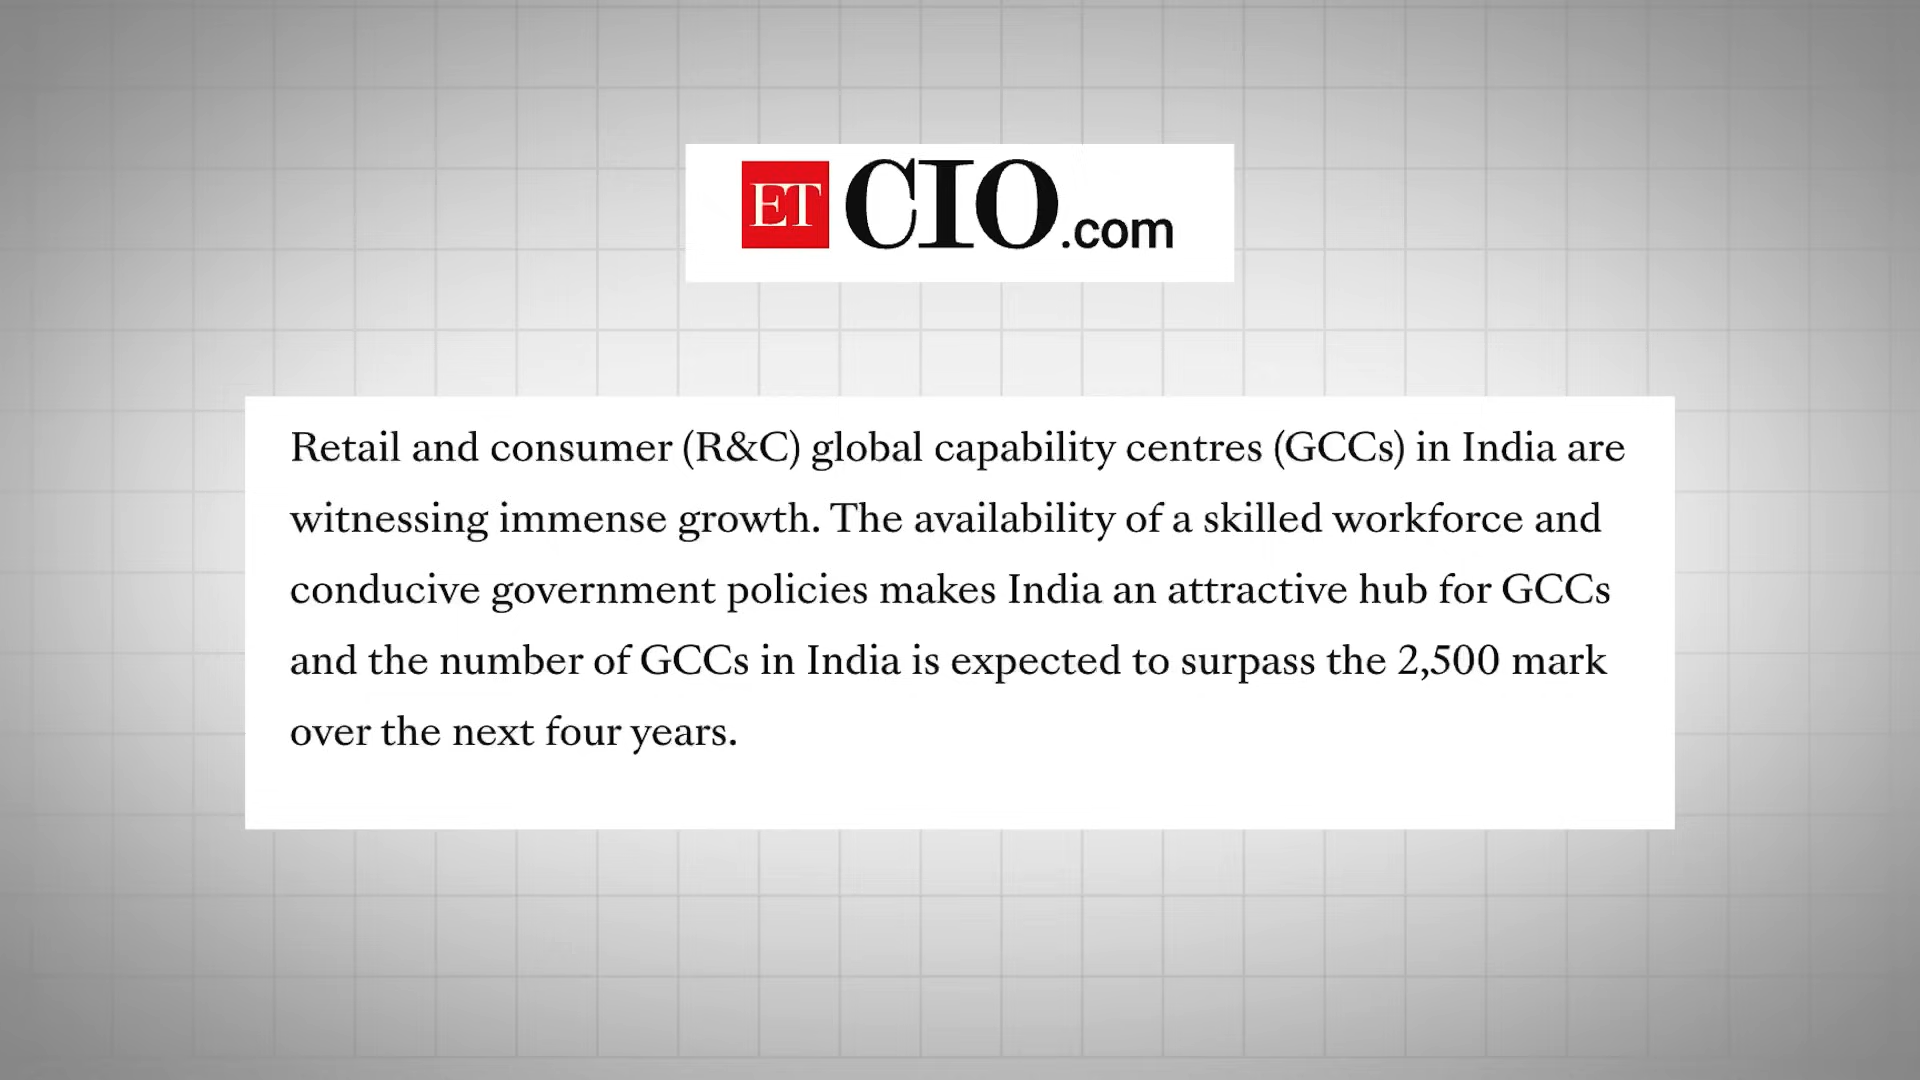 ET CIO.com
Retail and consumer (R&C) global capability centres (GCCs) in India are
witnessing immense growth. The availability of a skilled workforce and
conducive government policies makes India an attractive hub for GCCs
and the number of GCCs in India is expected to surpass the 2,500 mark
over the next four years.